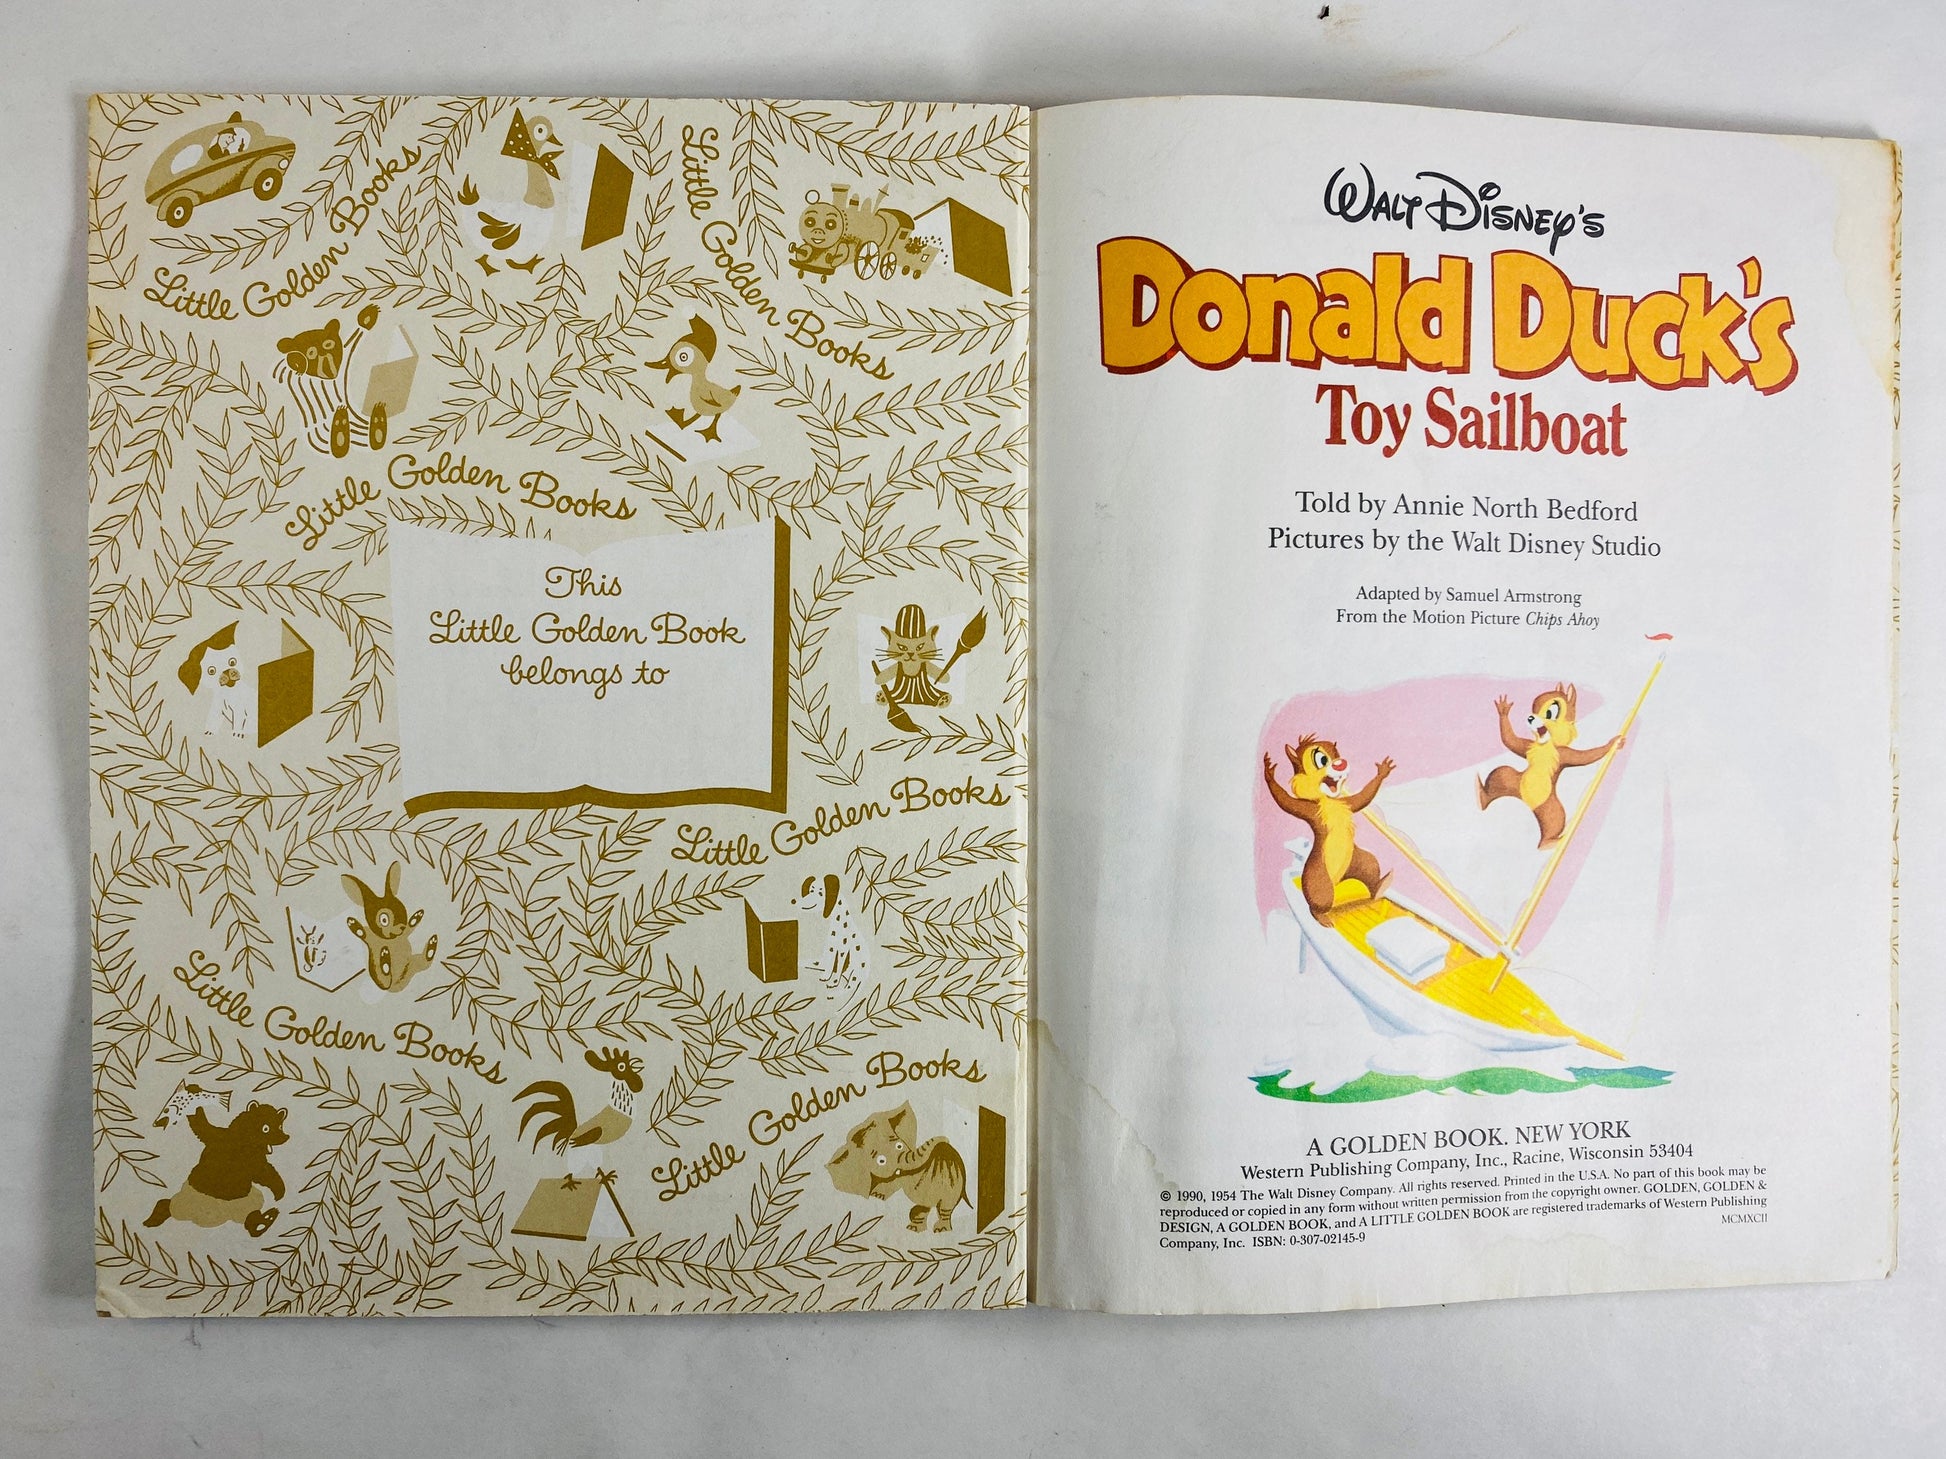 Little Golden Books
Little Golden Books
Little Golden Books
This
Little Golden Book
belongs to
Little Golden Books
Little Golden Books
Little Golden Books
WALT DISNEY'S
Donald Duck's
Toy Sailboat
Told by Annie North Bedford
Pictures by the Walt Disney Studio
Adapted by Samuel Armstrong
From the Motion Picture Chips Ahoy
A GOLDEN BOOK. NEW YORK
Western Publishing Company, Inc., Racine, Wisconsin 53404
© 1990, 1954 The Walt Disney Company. All rights reserved. Printed in the U.S.A. No part of this book may be
reproduced or copied in any form without written permission from the copyright owner. GOLDEN, GOLDEN &
DESIGN, A GOLDEN BOOK, and A LITTLE GOLDEN BOOK are registered trademarks of Western Publishing
Company, Inc. ISBN: 0-307-02145-9
MCMXCII